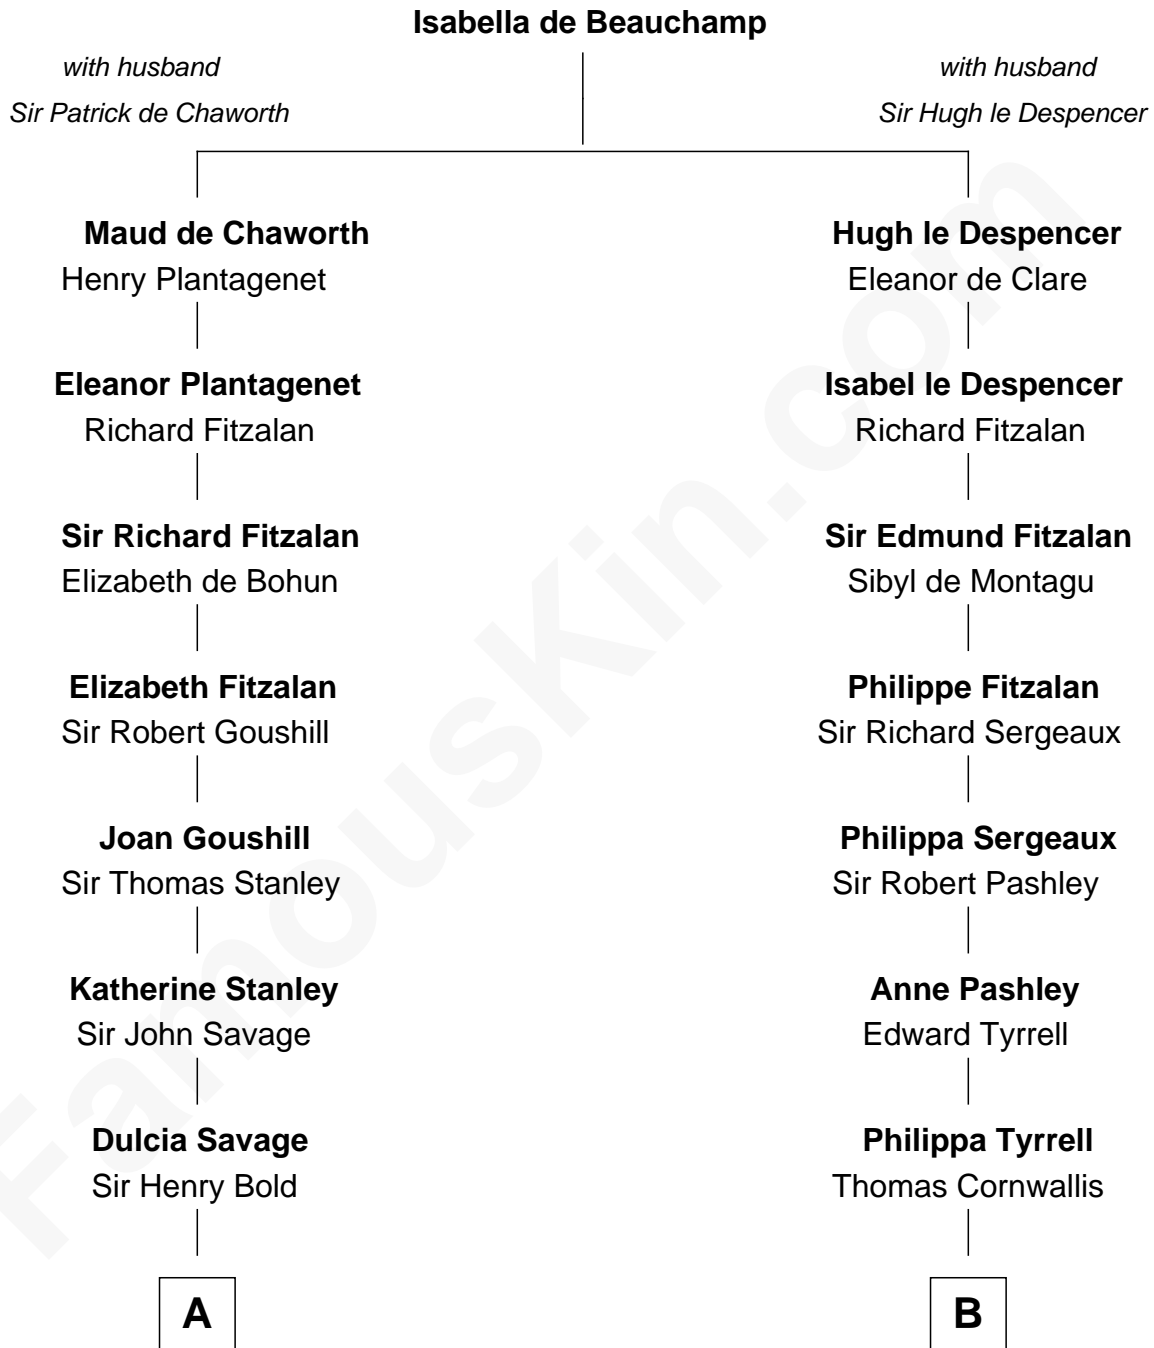 Isabella de Beauchamp
with husband
Sir Patrick de Chaworth
with husband
Sir Hugh le Despencer
Maud de Chaworth
Henry Plantagenet
Hugh le Despencer
Eleanor de Clare
Eleanor Plantagenet
Richard Fitzalan
Isabel le Despencer
Richard Fitzalan
Sir Richard Fitzalan
Elizabeth de Bohun
Sir Edmund Fitzalan
Sibyl de Montagu
Elizabeth Fitzalan
Sir Robert Goushill
Philippe Fitzalan
Sir Richard Sergeaux
Joan Goushill
Sir Thomas Stanley
Philippa Sergeaux
Sir Robert Pashley
Katherine Stanley
Sir John Savage
Anne Pashley
Edward Tyrrell
Dulcia Savage
Sir Henry Bold
Philippa Tyrrell
Thomas Cornwallis
A
B
FamousKin.com